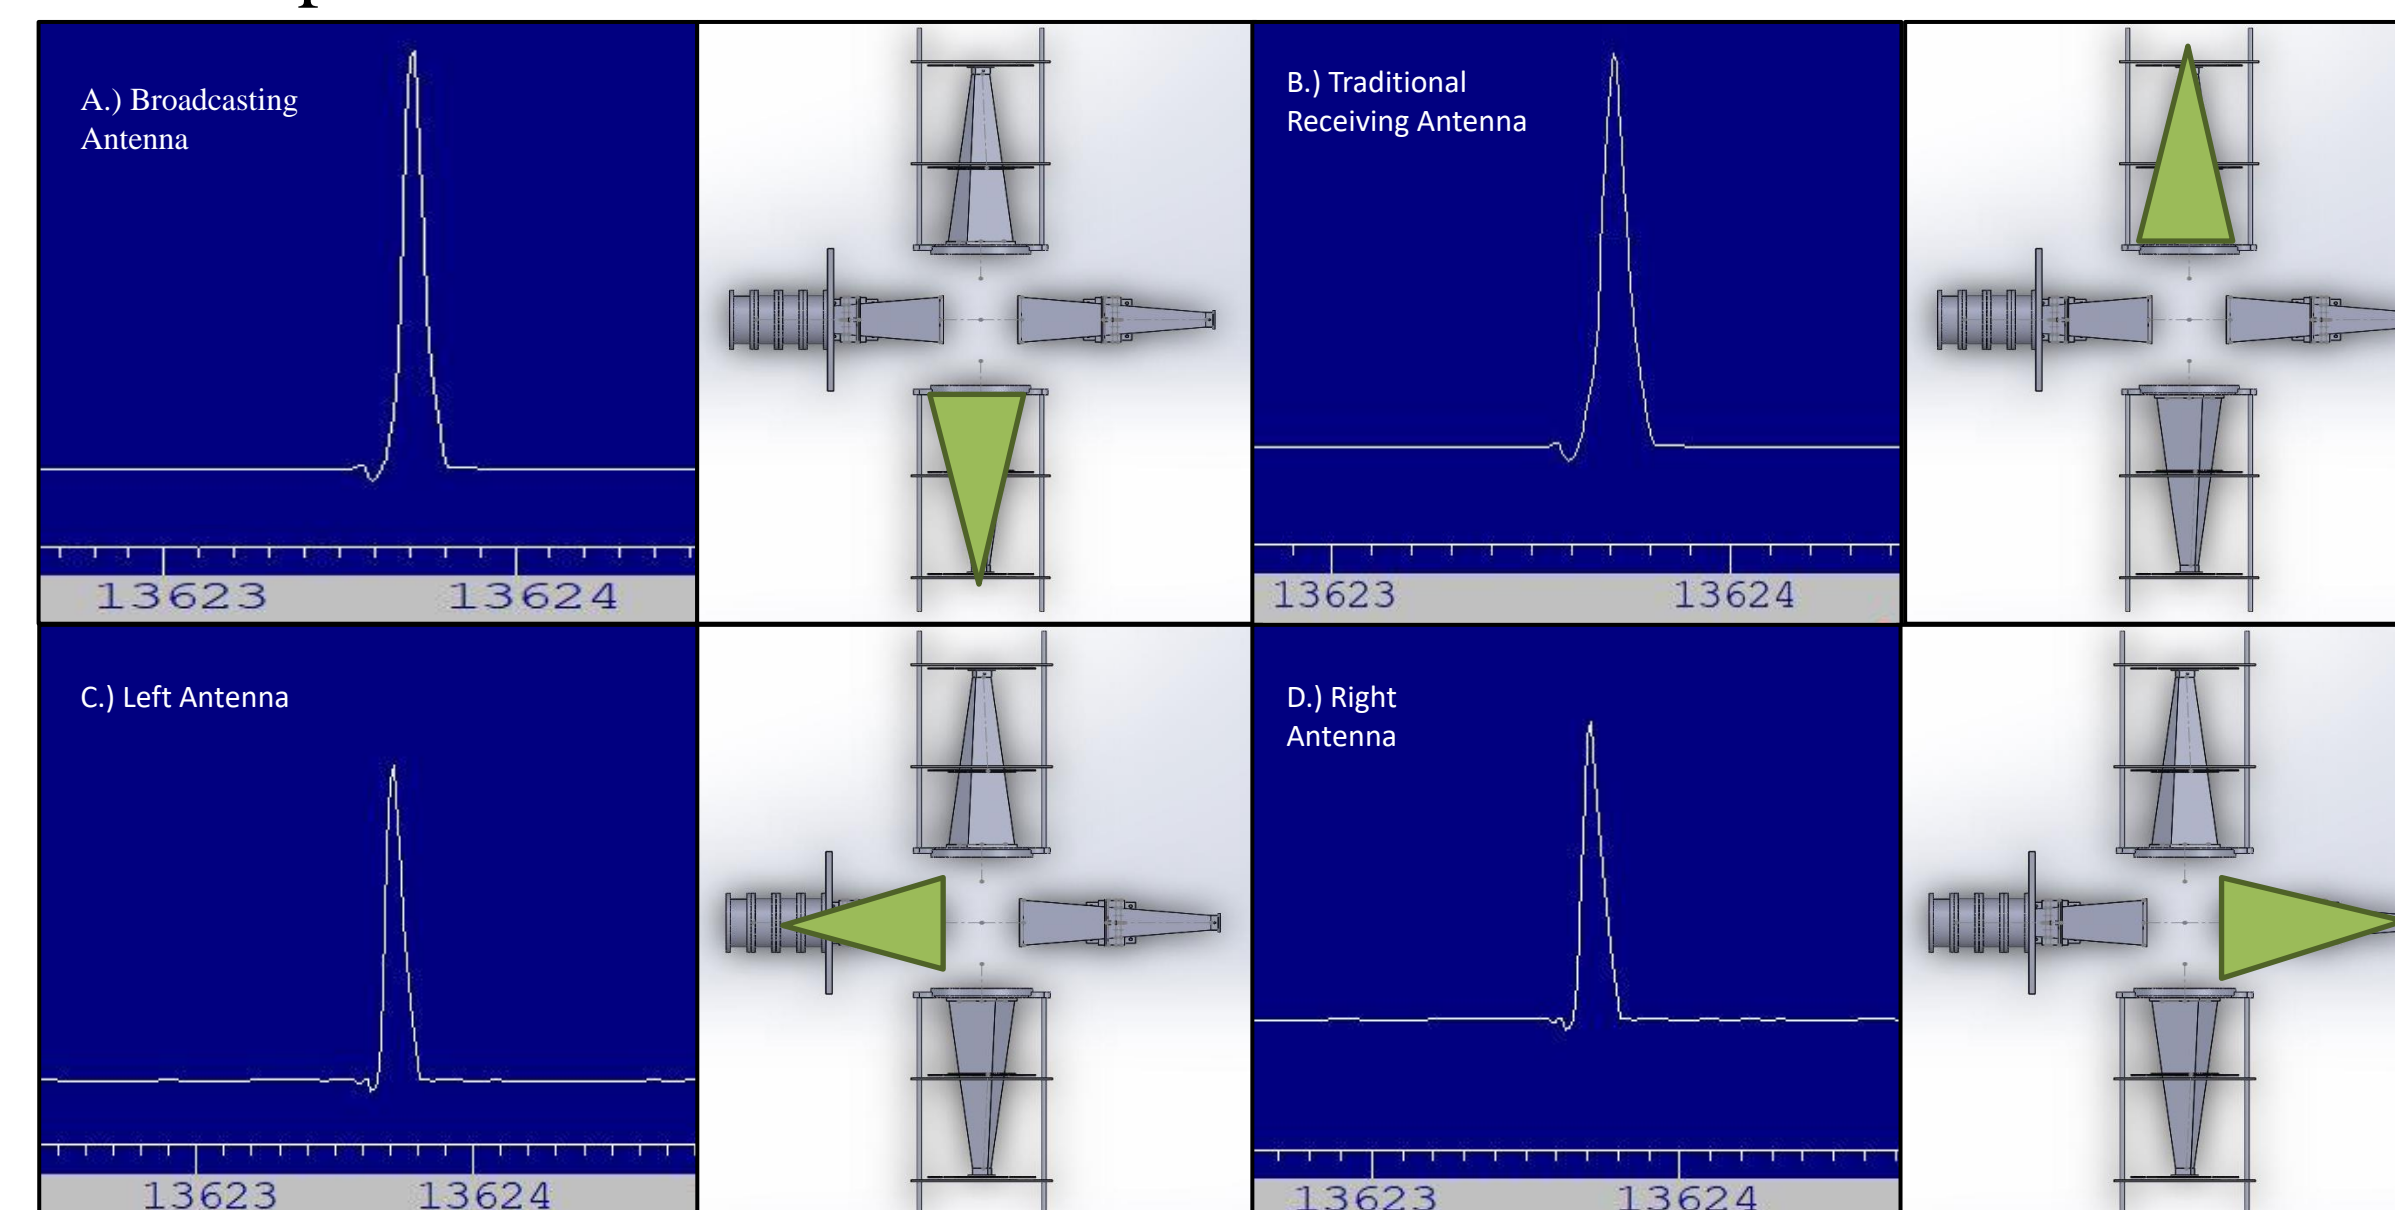 A.) Broadcasting
Antenna
13623 13624
B.) Traditional
Receiving Antenna
13623 13624
C.) Left Antenna
13623 13624
D.) Right
Antenna
13623 13624